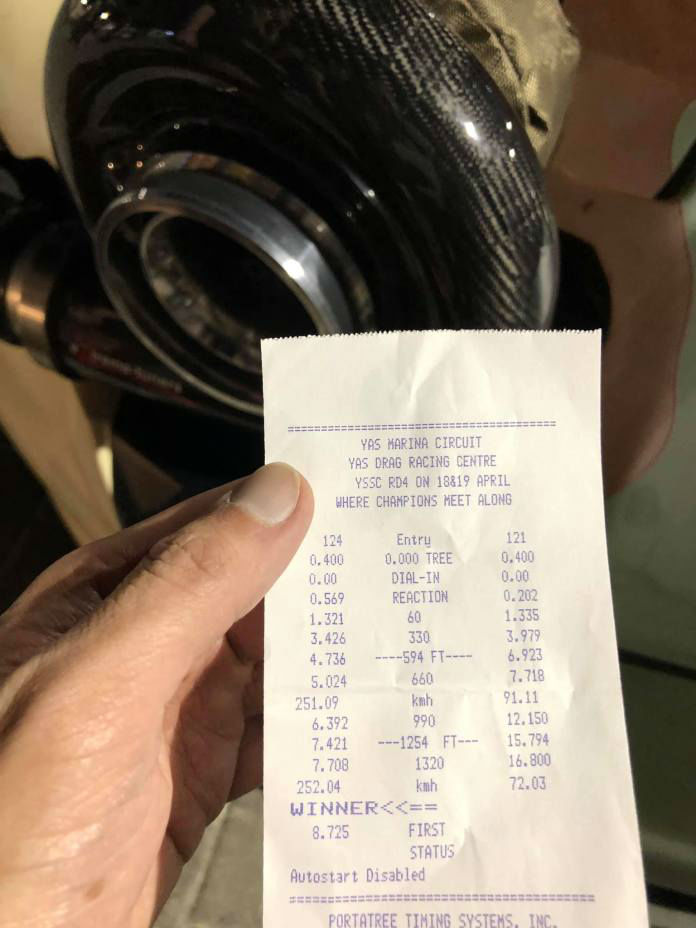 ========================================
YAS MARINA CIRCUIT
YAS DRAG RACING CENTRE
YSSC RD4 ON 18&19 APRIL
WHERE CHAMPIONS MEET ALONG
124 Entry 121
0.400 0.000 TREE 0.400
0.00 DIAL-IN 0.00
0.569 REACTION 0.202
1.321 60 1.335
3.426 330 3.979
4.736 ----594 FT---- 6.923
5.024 660 7.718
251.09 kmh 91.11
6.392 990 12.150
7.421 ---1254 FT--- 15.794
7.708 1320 16.800
252.04 kmh 72.03
WINNER<<==
8.725 FIRST
STATUS
Autostart Disabled
========================================
PORTATREE TIMING SYSTEMS, INC.